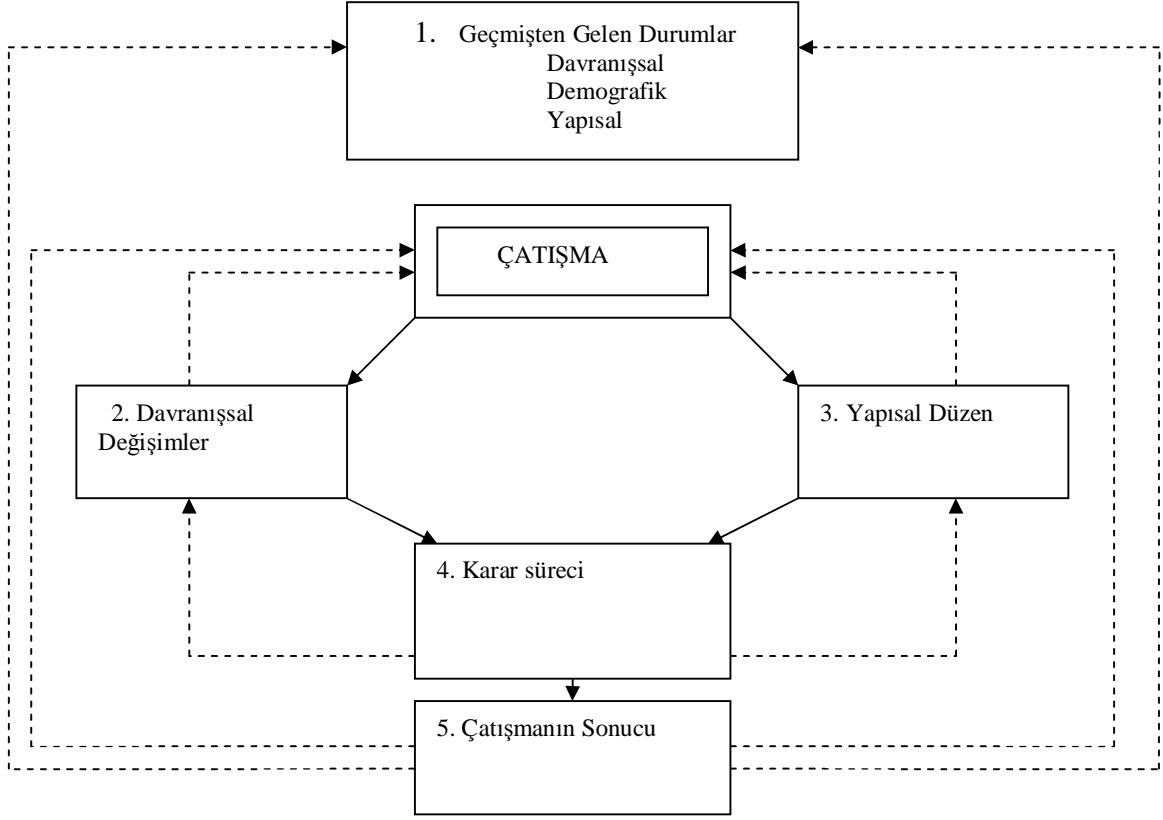 1. Geçmişten Gelen Durumlar
Davranışsal
Demografik
Yapısal
ÇATIŞMA
2. Davranışsal
Değişimler
3. Yapısal Düzen
4. Karar süreci
5. Çatışmanın Sonucu